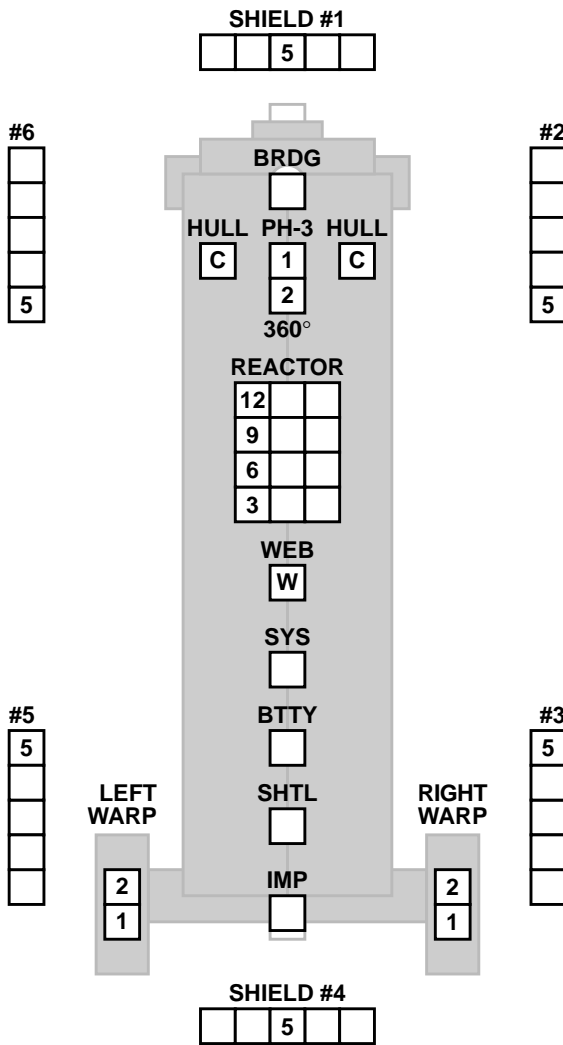 SHIELD #1
5
#6
#2
BRDG
HULL PH-3 HULL
C 1 C
5 2 5
360°
REACTOR
12
9
6
3
WEB
W
SYS
#5
#3
5
5
BTTY
LEFT
WARP
SHTL
RIGHT
WARP
IMP
2
1
2
1
SHIELD #4
5